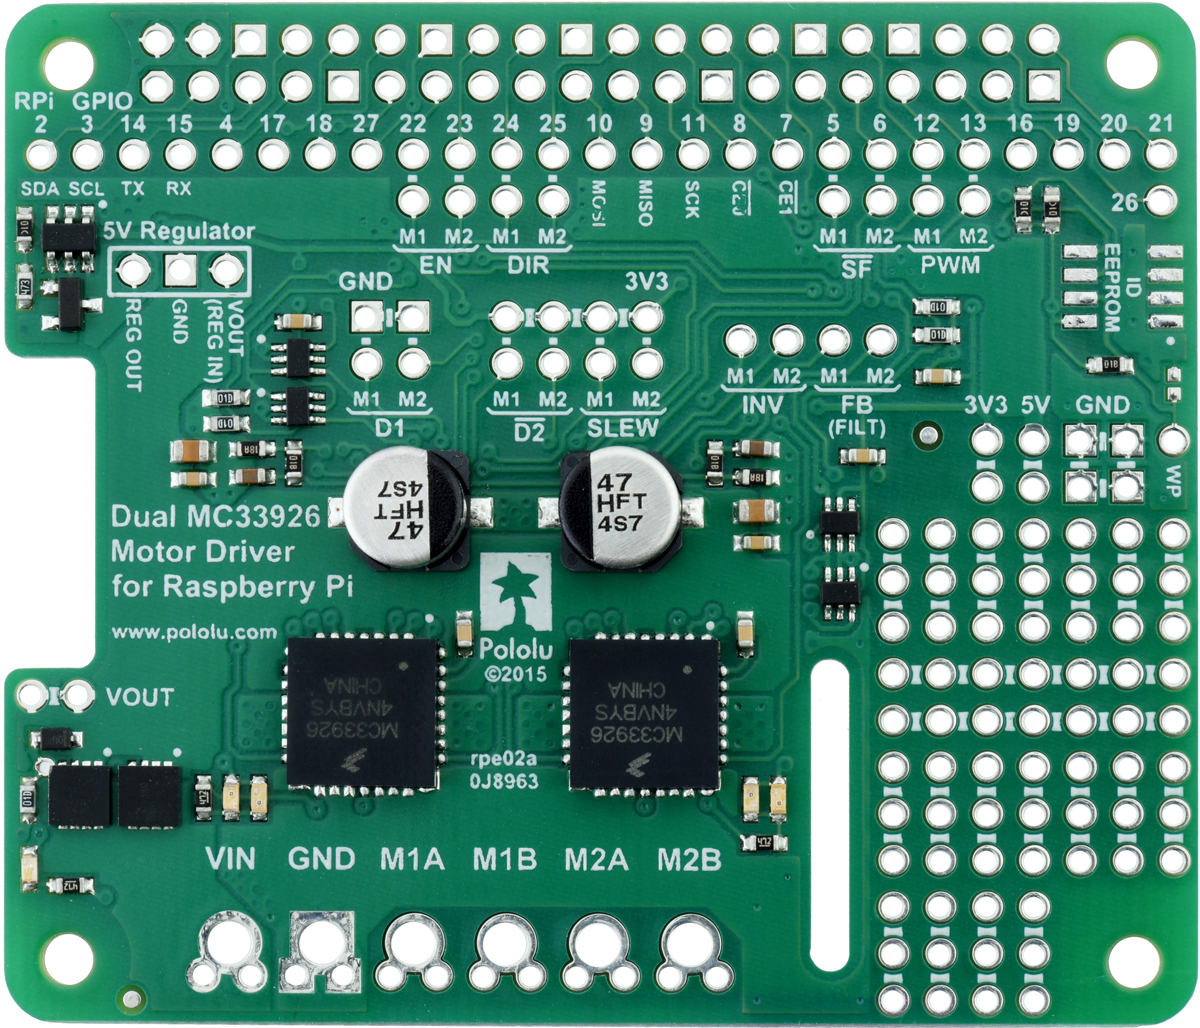 RPi GPIO
2 3 14 15 4 17 18 27 22 23 24 25 10 9 11 8 7 5 6 12 13 16 19 20 21
SDA SCL TX RX
MISO
SCK
CE1
26
M1 M2 M1 M2 M1 M2 M1 M2
EN DIR SF PWM
5V Regulator
REG OUT
GND
VOUT
(REG IN)
GND 3V3
M1 M2 M1 M2 M1 M2
D1 D2 SLEW
M1 M2 M1 M2
INV FB
(FILT)
ID
EEPROM
3V3 5V GND
WP
47
HFT
4S7
47
HFT
4S7
Dual MC33926
Motor Driver
for Raspberry Pi
www.pololu.com
Pololu
©2015
MC33926
4NVBYS
CHINA
MC33926
4NVBYS
CHINA
rpe02a
0J8963
VOUT
VIN GND M1A M1B M2A M2B